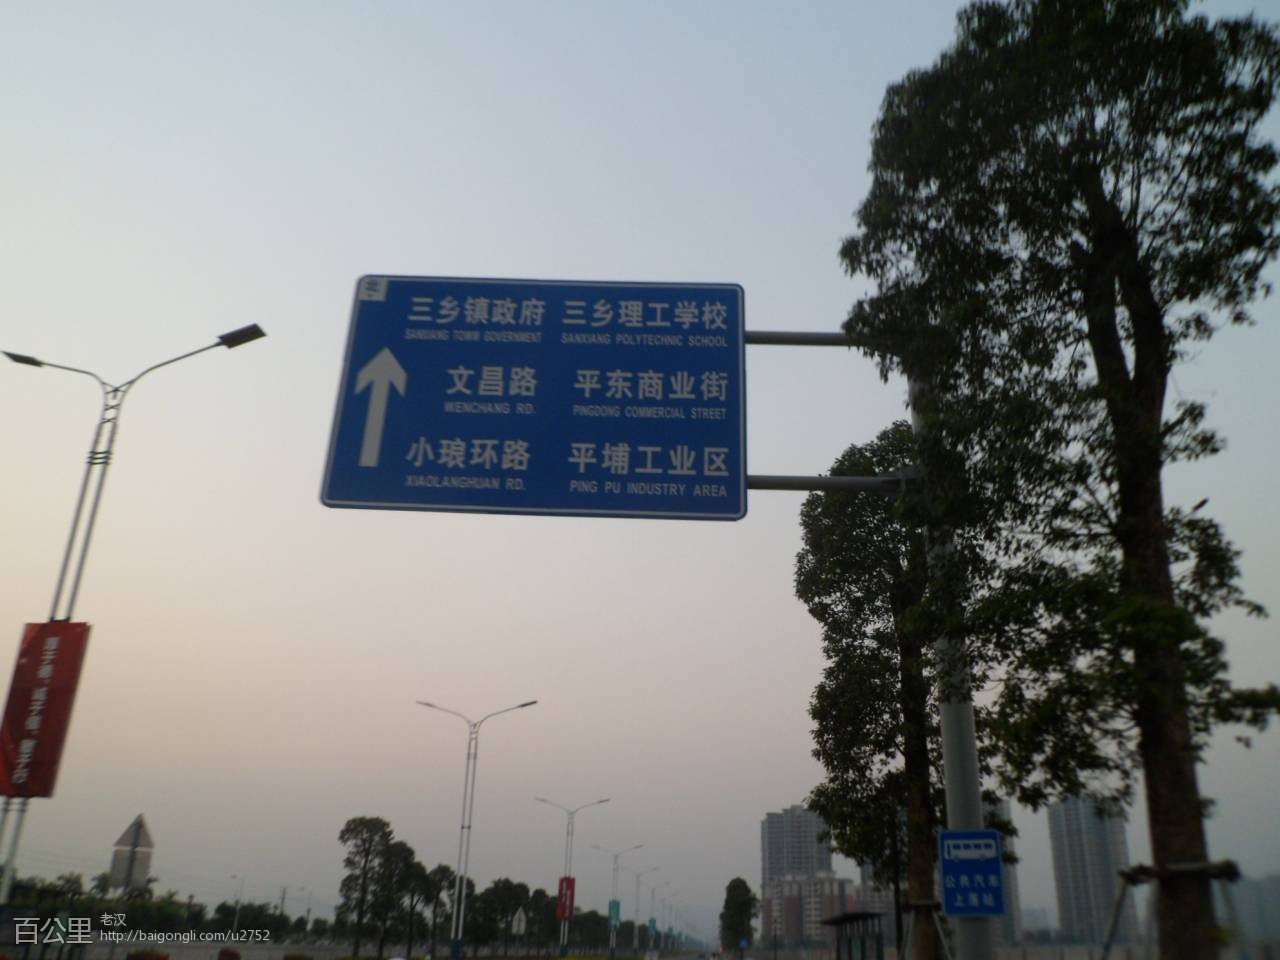 北
三乡镇政府 三乡理工学校
SANXIANG TOWN GOVERNMENT SANXIANG POLYTECHNIC SCHOOL
文昌路 平东商业街
WENCHANG RD. PINGDONG COMMERCIAL STREET
小琅环路 平埔工业区
XIAOLANGHUAN RD. PING PU INDUSTRY AREA
公共汽车
上落站
百公里 老汉
http://baigongli.com/u2752